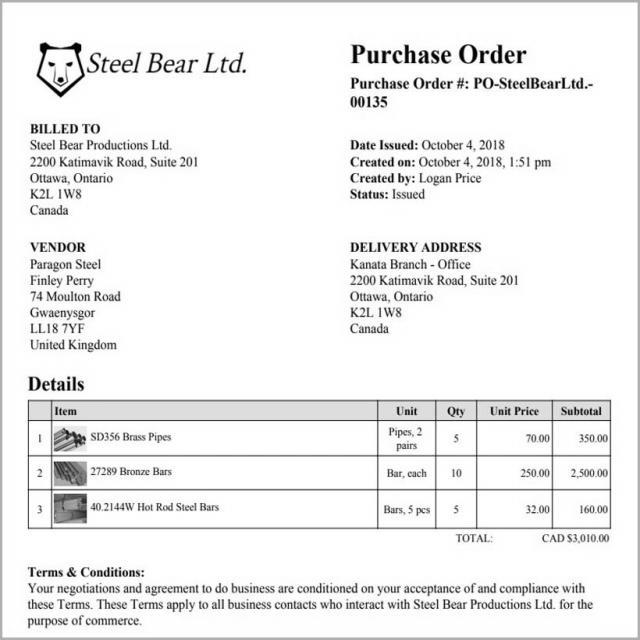 Steel Bear Ltd.
Purchase Order
Purchase Order #: PO-SteelBearLtd.-
00135
BILLED TO
Steel Bear Productions Ltd.
2200 Katimavik Road, Suite 201
Ottawa, Ontario
K2L 1W8
Canada
Date Issued: October 4, 2018
Created on: October 4, 2018, 1:51 pm
Created by: Logan Price
Status: Issued
VENDOR
Paragon Steel
Finley Perry
74 Moulton Road
Gwaenysgor
LL18 7YF
United Kingdom
DELIVERY ADDRESS
Kanata Branch - Office
2200 Katimavik Road, Suite 201
Ottawa, Ontario
K2L 1W8
Canada
Details
Item Unit Qty Unit Price Subtotal
1 SD356 Brass Pipes Pipes, 2 pairs 5 70.00 350.00
2 27289 Bronze Bars Bar, each 10 250.00 2,500.00
3 40.2144W Hot Rod Steel Bars Bars, 5 pcs 5 32.00 160.00
TOTAL: CAD $3,010.00
Terms & Conditions:
Your negotiations and agreement to do business are conditioned on your acceptance of and compliance with
these Terms. These Terms apply to all business contacts who interact with Steel Bear Productions Ltd. for the
purpose of commerce.